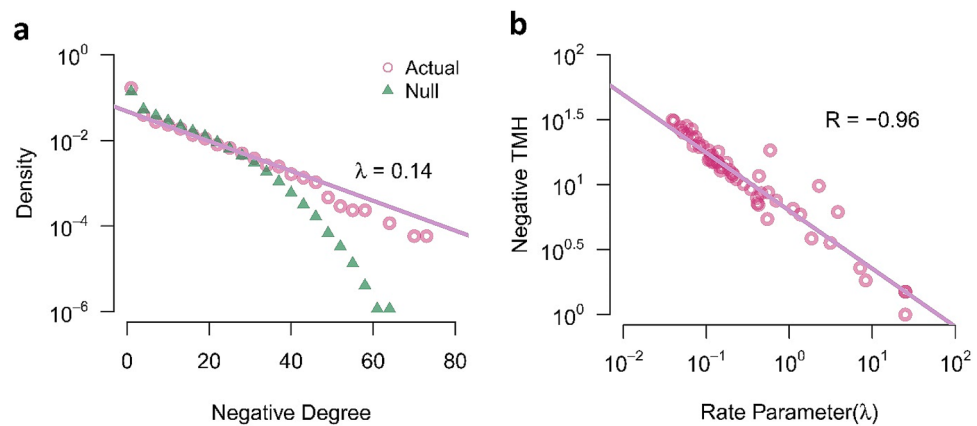 a
10^0
10^-2
10^-4
10^-6
Density
Actual
Null
λ = 0.14
0 20 40 60 80
Negative Degree
b
10^2
10^1.5
10^1
10^0.5
10^0
Negative TMH
R = −0.96
10^-2 10^-1 10^0 10^1 10^2
Rate Parameter(λ)